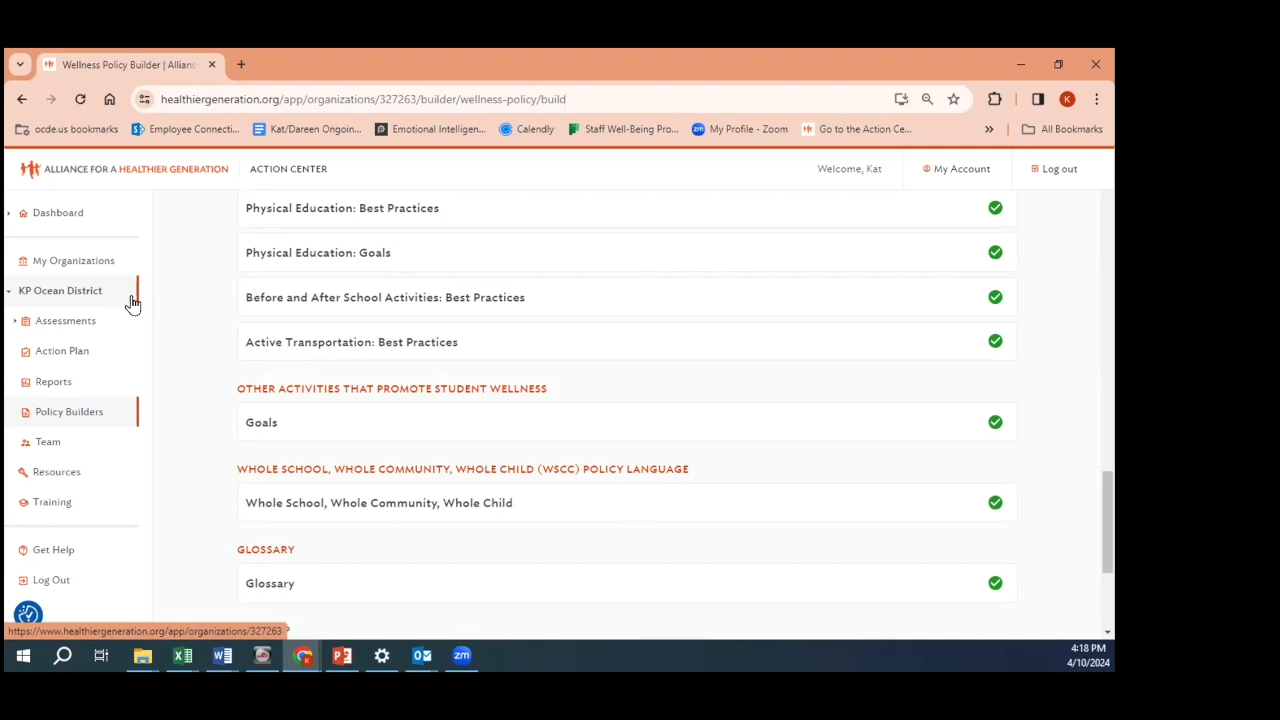 Wellness Policy Builder | Allianc
healthiergeneration.org/app/organizations/327263/builder/wellness-policy/build
K
ocde.us bookmarks
Employee Connecti...
Kat/Dareen Ongoin...
Emotional Intelligen...
Calendly
Staff Well-Being Pro...
My Profile - Zoom
Go to the Action Ce...
All Bookmarks
ALLIANCE FOR A HEALTHIER GENERATION
ACTION CENTER
Welcome, Kat
My Account
Log out
Dashboard
My Organizations
KP Ocean District
Assessments
Action Plan
Reports
Policy Builders
Team
Resources
Training
Get Help
Log Out
Physical Education: Best Practices
Physical Education: Goals
Before and After School Activities: Best Practices
Active Transportation: Best Practices
OTHER ACTIVITIES THAT PROMOTE STUDENT WELLNESS
Goals
WHOLE SCHOOL, WHOLE COMMUNITY, WHOLE CHILD (WSCC) POLICY LANGUAGE
Whole School, Whole Community, Whole Child
GLOSSARY
Glossary
https://www.healthiergeneration.org/app/organizations/327263
zm
4:18 PM
4/10/2024